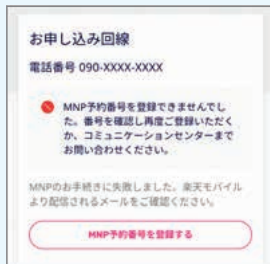 お申し込み回線
電話番号 090-XXXX-XXXX
MNP予約番号を登録できませんでし
た。番号を確認し再度ご登録いただく
か、コミュニケーションセンターまで
お問い合わせください。
MNPのお手続きに失敗しました。楽天モバイル
より配信されるメールをご確認ください。
MNP予約番号を登録する